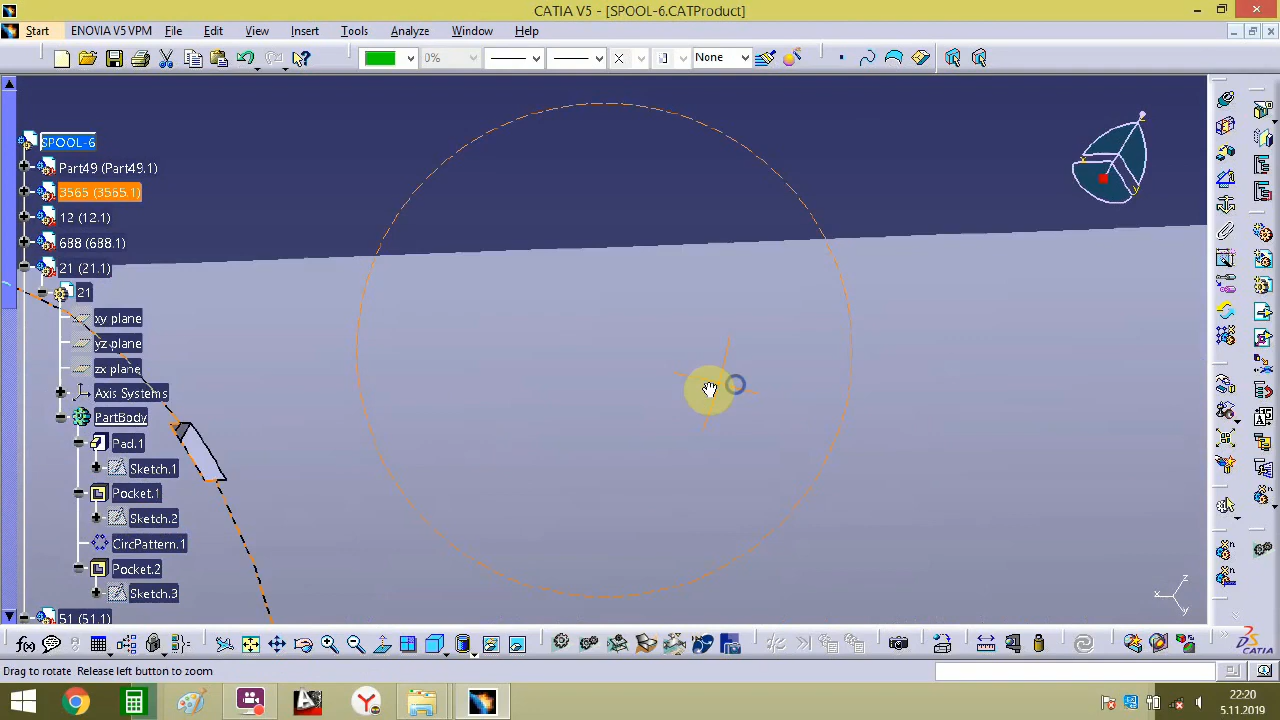 CATIA V5 - [SPOOL-6.CATProduct]
Start ENOVIA V5 VPM File Edit View Insert Tools Analyze Window Help
0% None
SPOOL-6
Part49 (Part49.1)
3565 (3565.1)
12 (12.1)
688 (688.1)
21 (21.1)
21
xy plane
yz plane
zx plane
Axis Systems
PartBody
Pad.1
Sketch.1
Pocket.1
Sketch.2
CircPattern.1
Pocket.2
Sketch.3
51 (51.1)
z
x
y
CATIA
Drag to rotate Release left button to zoom
22:20
5.11.2019